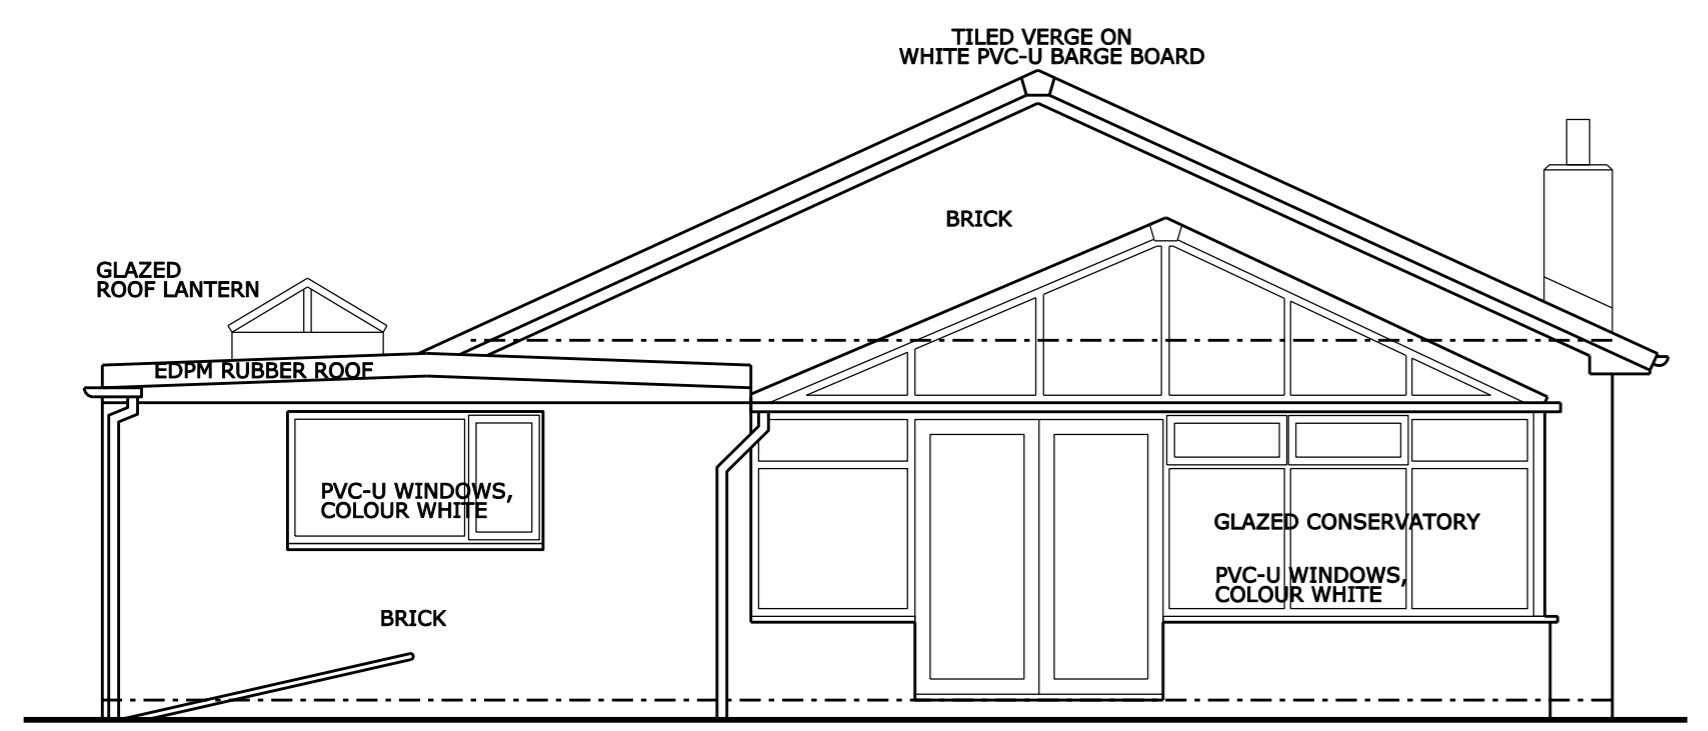 TILED VERGE ON
WHITE PVC-U BARGE BOARD
BRICK
GLAZED
ROOF LANTERN
EDPM RUBBER ROOF
PVC-U WINDOWS,
COLOUR WHITE
GLAZED CONSERVATORY
PVC-U WINDOWS,
COLOUR WHITE
BRICK